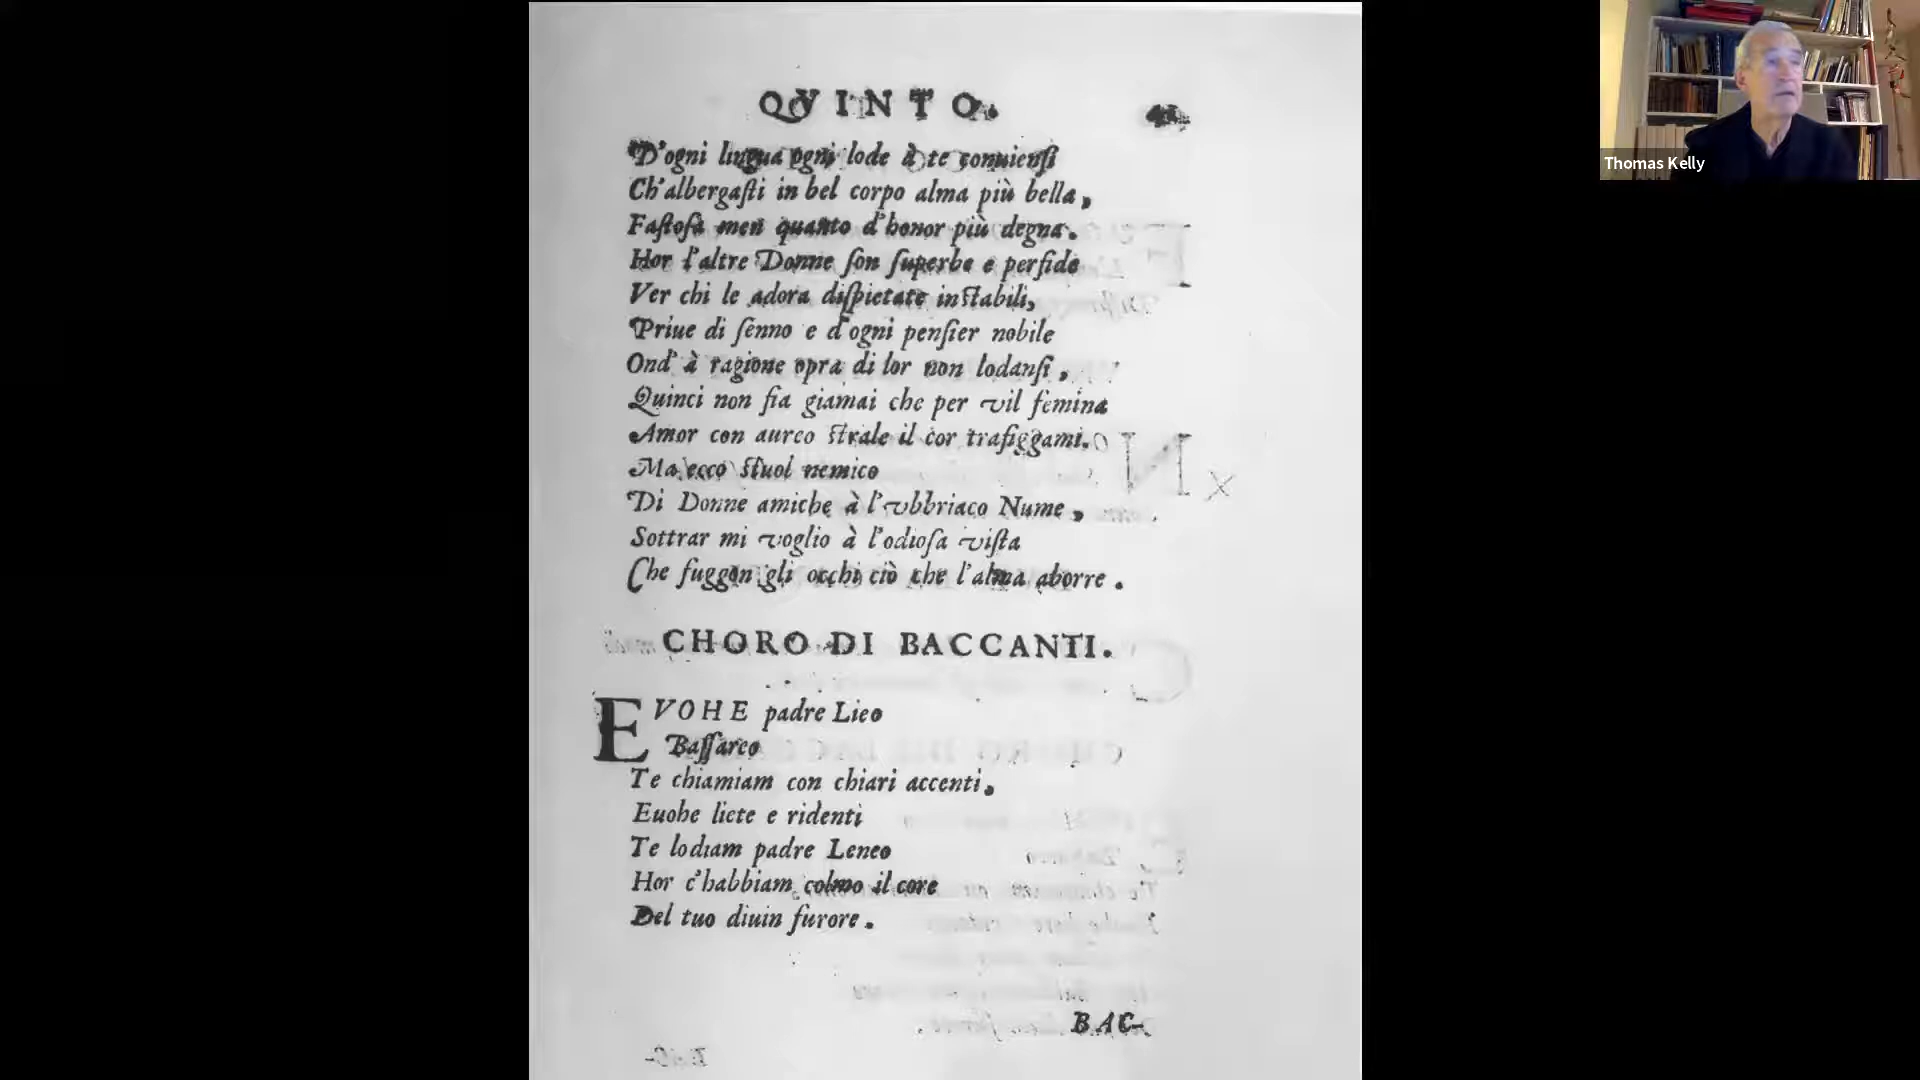 QVINTO.
D'ogni lingua ogni lode à te conuiensi
Ch'albergasti in bel corpo alma più bella,
Fastosa men quanto d'honor più degna.
Hor l'altre Donne son superbe e perfide
Ver chi le adora dispietate instabili,
Priue di senno e d'ogni pensier nobile
Ond' à ragione opra di lor non lodansi,
Quinci non fia giamai che per vil femina
Amor con aureo strale il cor trafiggami.
Ma ecco stuol nemico
Di Donne amiche à l'vbbriaco Nume,
Sottrar mi voglio à l'odiosa vista
Che fuggon gli occhi ciò che l'alma aborre.
CHORO DI BACCANTI.
EVOHE padre Lieo
Bassareo
Te chiamiam con chiari accenti,
Euohe liete e ridenti
Te lodiam padre Leneo
Hor c'habbiam colmo il core
Del tuo diuin furore.
BAC-
Thomas Kelly